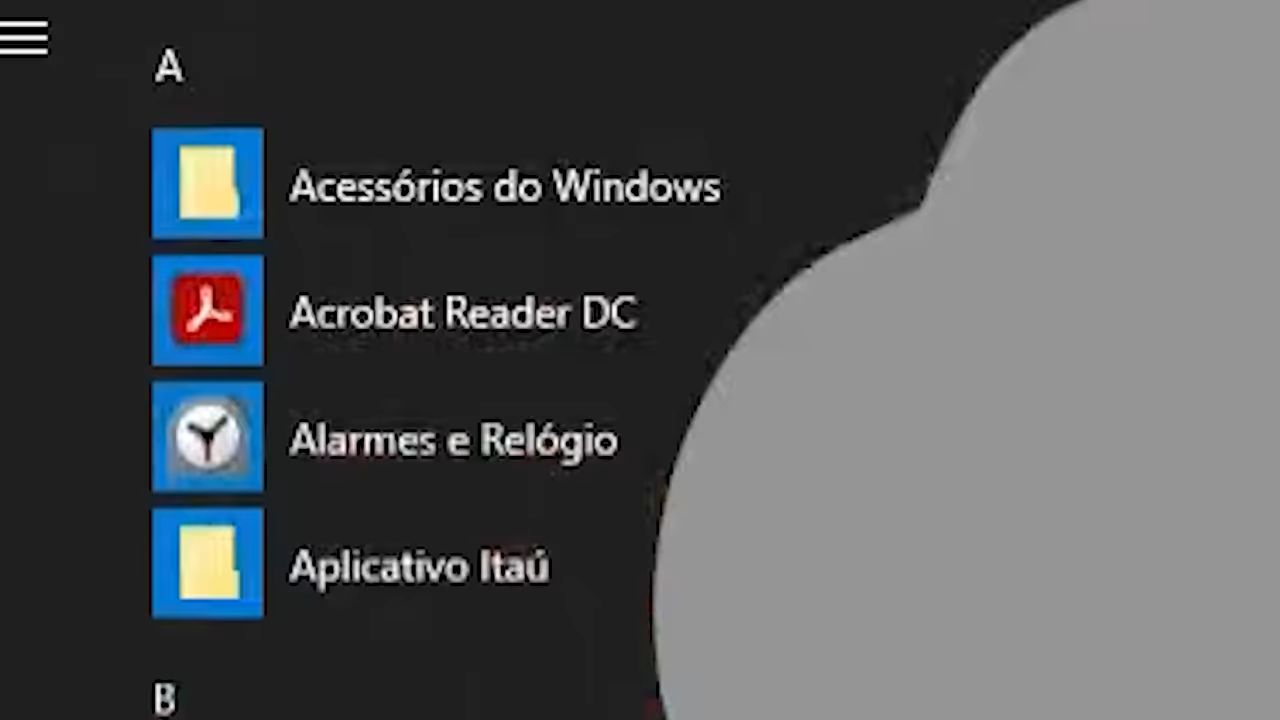 A
Acessórios do Windows
Acrobat Reader DC
Alarmes e Relógio
Aplicativo Itaú
B